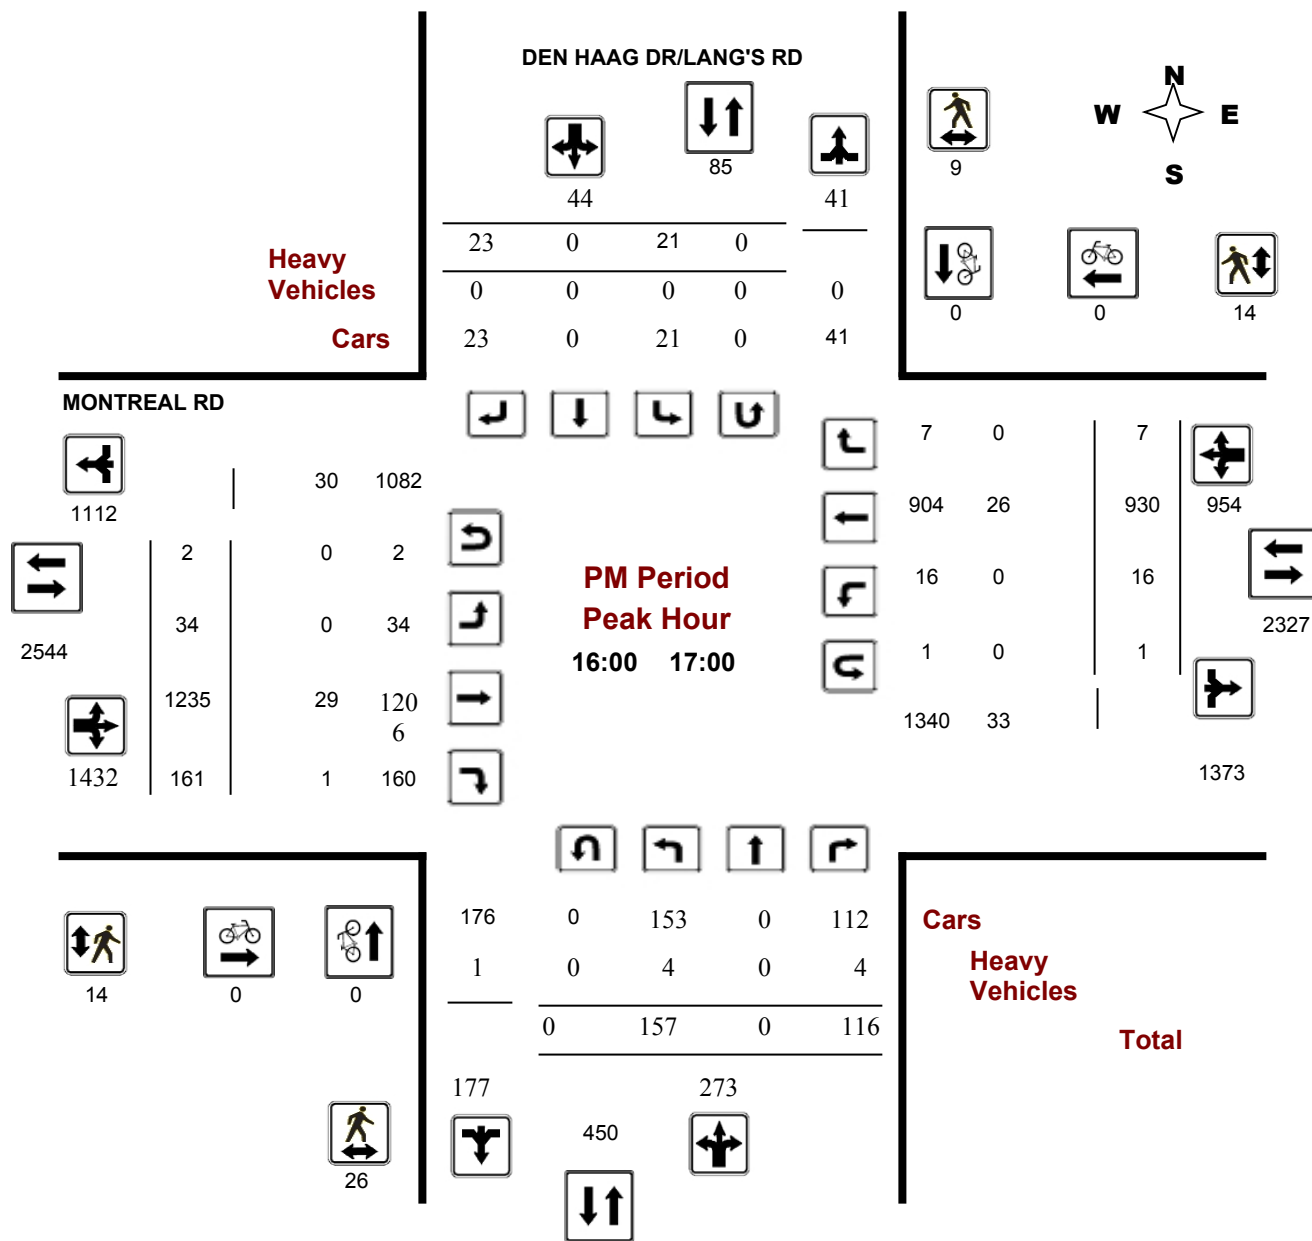 DEN HAAG DR/LANG'S RD
N
W E
S
85
9
44 41
23 0 21 0
Heavy
Vehicles
0 0 0 0 0
0 0 14
Cars
23 0 21 0 41
MONTREAL RD
7 0 7
30 1082
1112
904 26 930 954
2 0 2
PM Period
16 0 16
Peak Hour
34 0 34
2327
2544
16:00 17:00
1 0 1
1235 29 120
6
1340 33
1432 161 1 160
1373
176 0 153 0 112
Cars
1 0 4 0 4
Heavy
Vehicles
14 0 0
0 157 0 116
Total
177 273
450
26